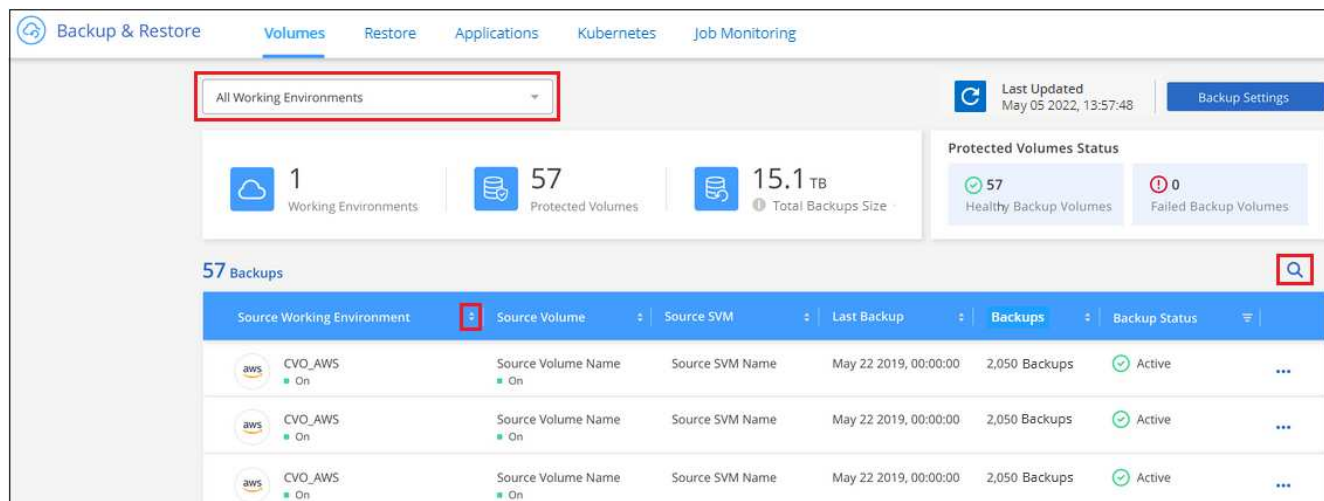 Backup & Restore Volumes Restore Applications Kubernetes Job Monitoring
All Working Environments
Last Updated
May 05 2022, 13:57:48
Backup Settings
1
Working Environments
57
Protected Volumes
15.1 TB
Total Backups Size
Protected Volumes Status
57
Healthy Backup Volumes
0
Failed Backup Volumes
57 Backups
Source Working Environment Source Volume Source SVM Last Backup Backups Backup Status
aws CVO_AWS Source Volume Name Source SVM Name May 22 2019, 00:00:00 2,050 Backups Active
On On
aws CVO_AWS Source Volume Name Source SVM Name May 22 2019, 00:00:00 2,050 Backups Active
On On
aws CVO_AWS Source Volume Name Source SVM Name May 22 2019, 00:00:00 2,050 Backups Active
On On